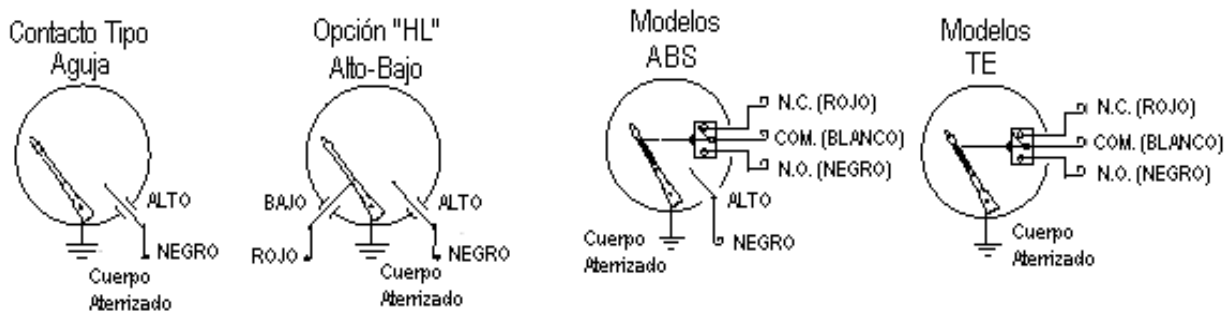 Contacto Tipo
Aguja
ALTO
NEGRO
Cuerpo
Aterrizado
Opción "HL"
Alto-Bajo
BAJO
ALTO
ROJO
NEGRO
Cuerpo
Aterrizado
Modelos
ABS
N.C. (ROJO)
COM. (BLANCO)
N.O. (NEGRO)
ALTO
NEGRO
Cuerpo
Aterrizado
Modelos
TE
N.C. (ROJO)
COM. (BLANCO)
N.O. (NEGRO)
Cuerpo
Aterrizado